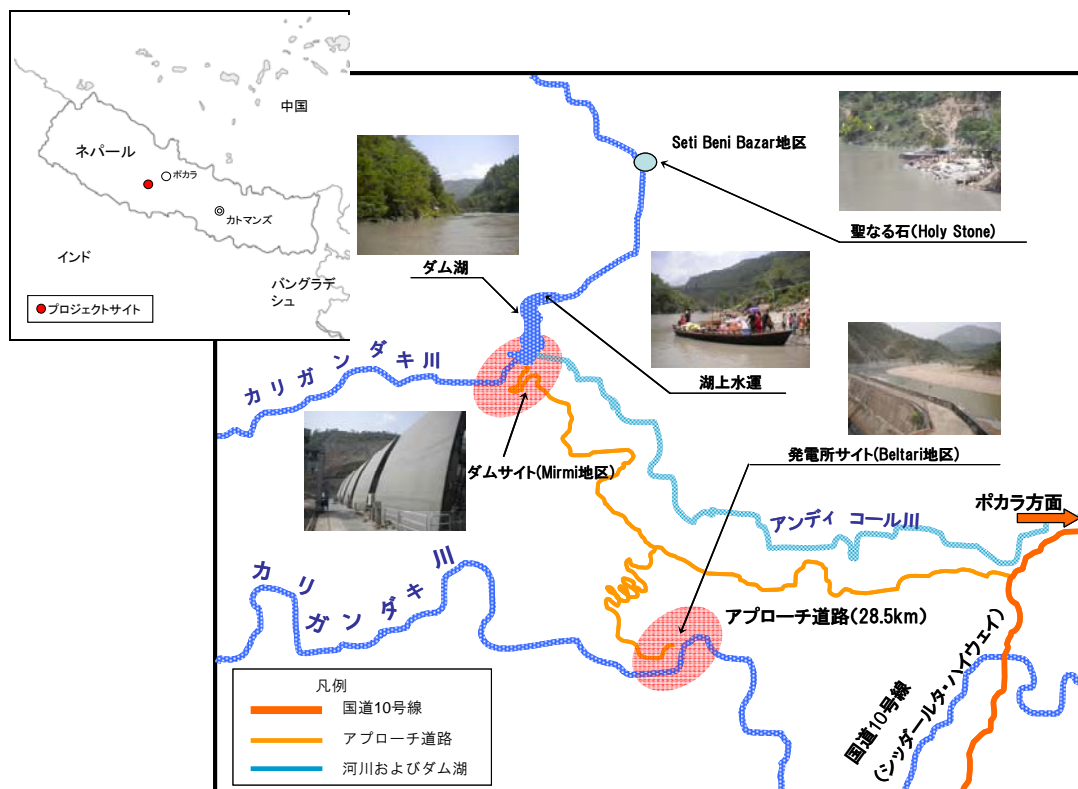 中国
ネパール
ポカラ
カトマンズ
インド
バングラデ
シュ
プロジェクトサイト
Seti Beni Bazar地区
聖なる石(Holy Stone)
ダム湖
湖上水運
カリガンダキ川
ダムサイト(Mirmi地区)
発電所サイト(Beltari地区)
ポカラ方面
アンディ コール川
カリ
ガンダキ川
アプローチ道路(28.5km)
国道10号線
(シッダールタ・ハイウェイ)
凡例
国道10号線
アプローチ道路
河川およびダム湖